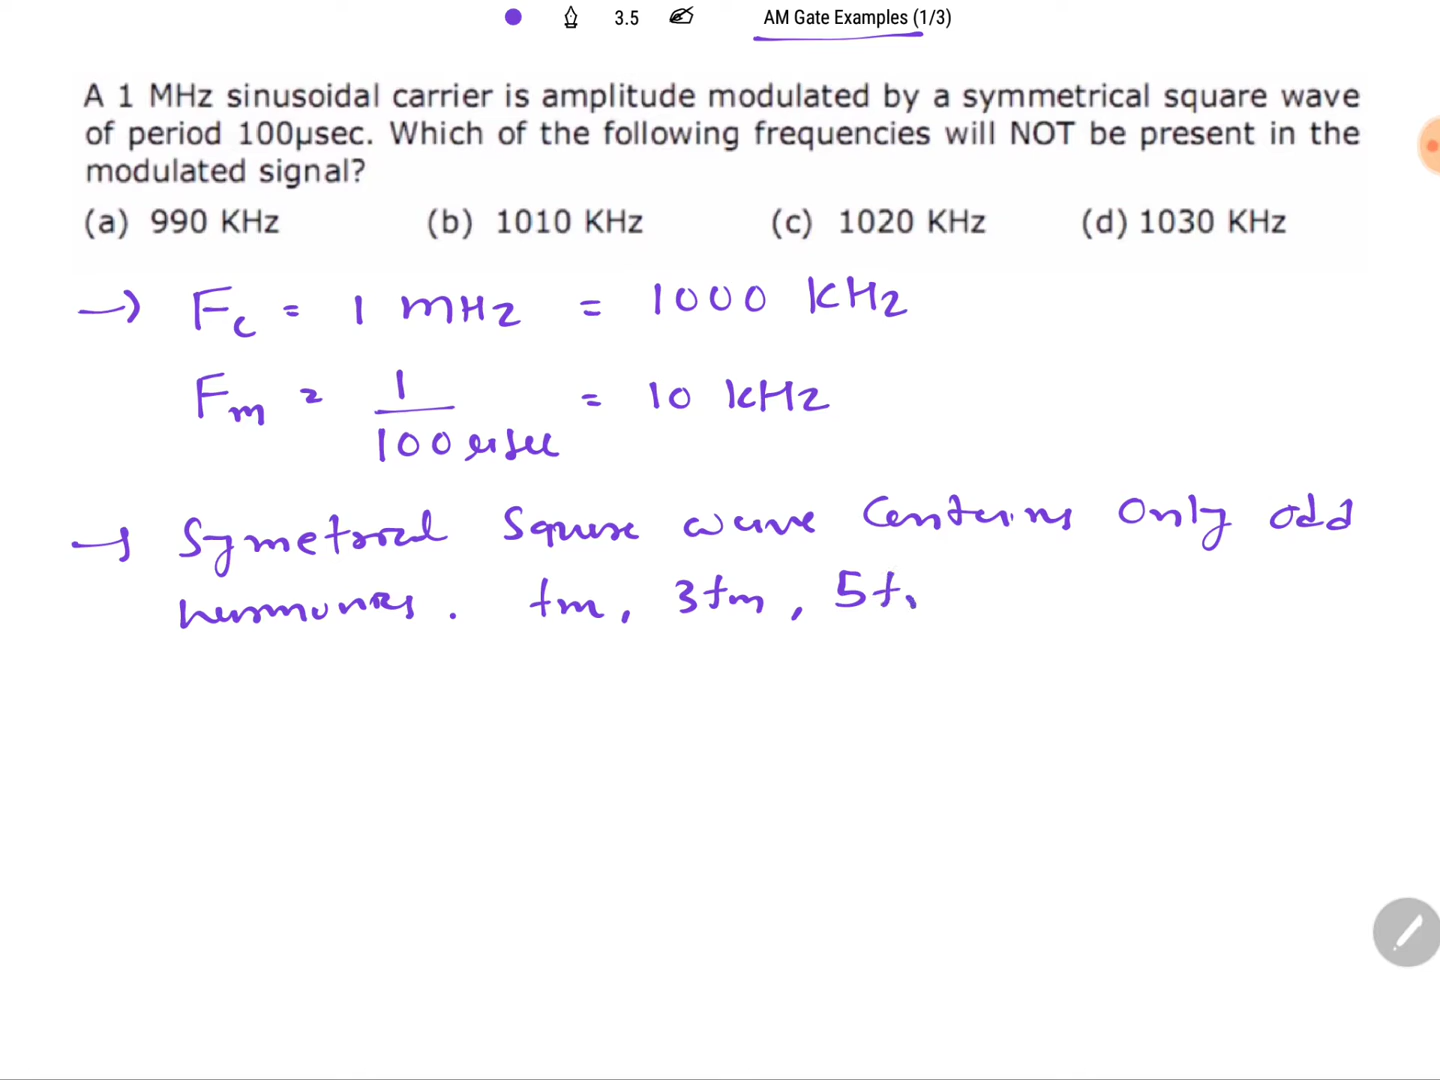 3.5 AM Gate Examples (1/3)
A 1 MHz sinusoidal carrier is amplitude modulated by a symmetrical square wave
of period 100µsec. Which of the following frequencies will NOT be present in the
modulated signal?
(a) 990 KHz (b) 1010 KHz (c) 1020 KHz (d) 1030 KHz
→ Fc = 1 MHz = 1000 KHz
Fm = 1 / 100 µsec = 10 kHz
→ Symetrical Square wave Contains Only odd
harmonics. fm, 3fm, 5f